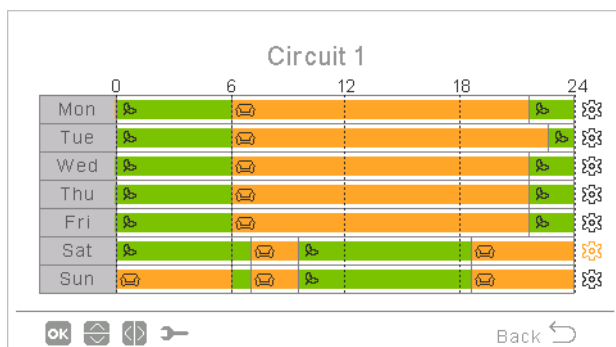 Circuit 1
0 6 12 18 24
Mon
Tue
Wed
Thu
Fri
Sat
Sun
OK Back